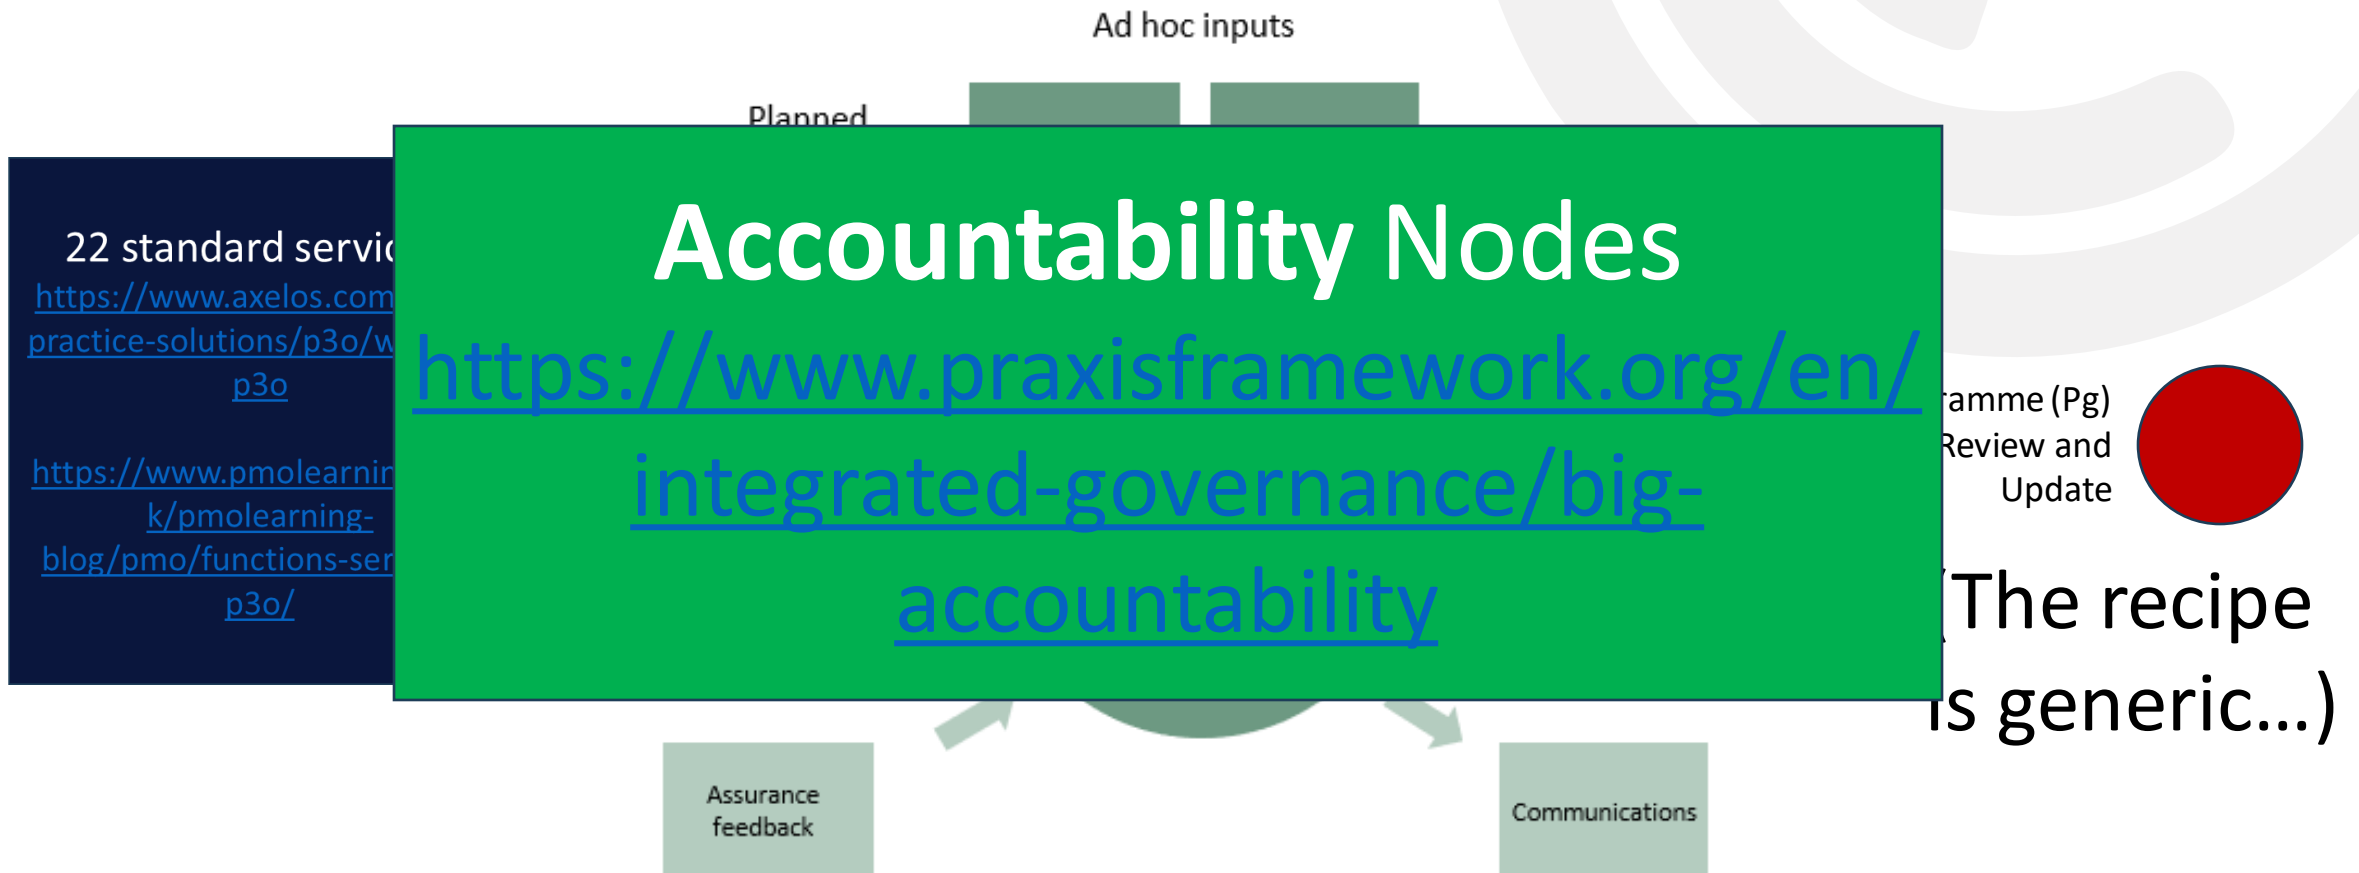 Ad hoc inputs
Planned
22 standard servic
https://www.axelos.com
practice-solutions/p3o/w
p3o
https://www.pmolearnin
k/pmolearning-
blog/pmo/functions-ser
p3o/
Accountability Nodes
https://www.praxisframework.org/en/
integrated-governance/big-
accountability
ramme (Pg)
Review and
Update
(The recipe
is generic...)
Assurance
feedback
Communications